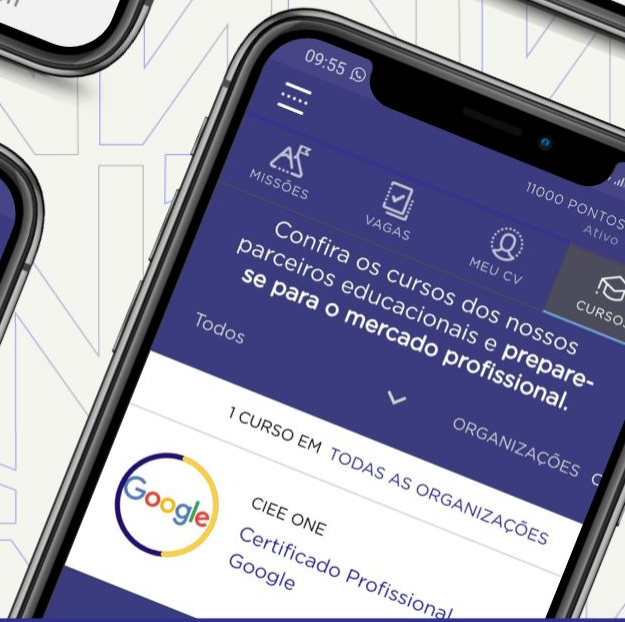 09:55
11000 PONTOS
Ativo
MISSÕES
VAGAS
MEU CV
CURSOS
Confira os cursos dos nossos
parceiros educacionais e prepare-
se para o mercado profissional.
Todos
ORGANIZAÇÕES
1 CURSO EM TODAS AS ORGANIZAÇÕES
Google
CIEE ONE
Certificado Profissional
Google